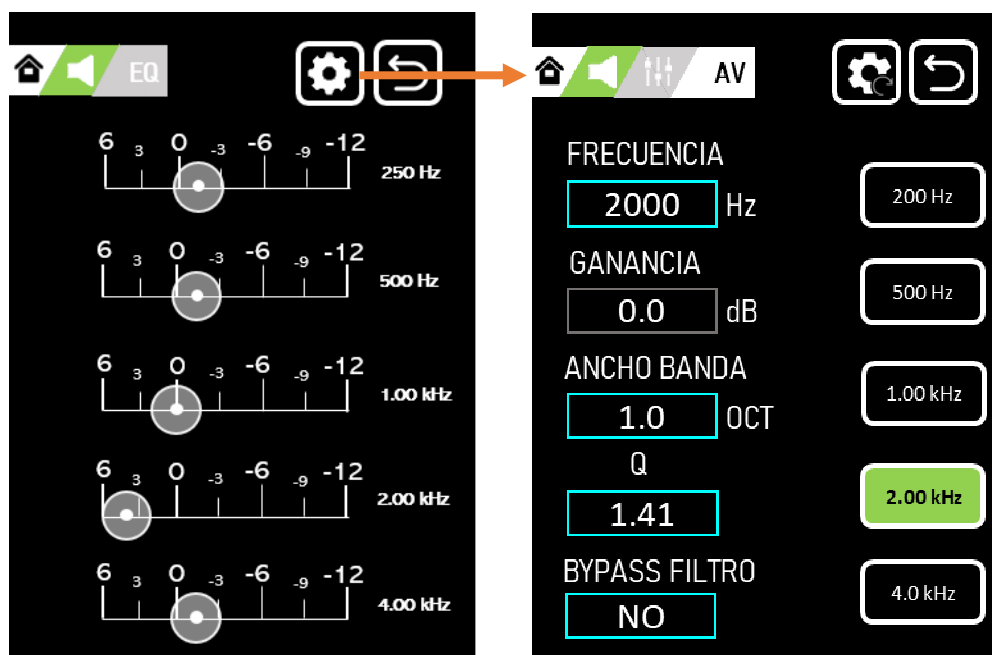 EQ
6 3 0 -3 -6 -9 -12
250 Hz
6 3 0 -3 -6 -9 -12
500 Hz
6 3 0 -3 -6 -9 -12
1.00 kHz
6 3 0 -3 -6 -9 -12
2.00 kHz
6 3 0 -3 -6 -9 -12
4.00 kHz
AV
FRECUENCIA
2000 Hz
GANANCIA
0.0 dB
ANCHO BANDA
1.0 OCT
Q
1.41
BYPASS FILTRO
NO
200 Hz
500 Hz
1.00 kHz
2.00 kHz
4.0 kHz